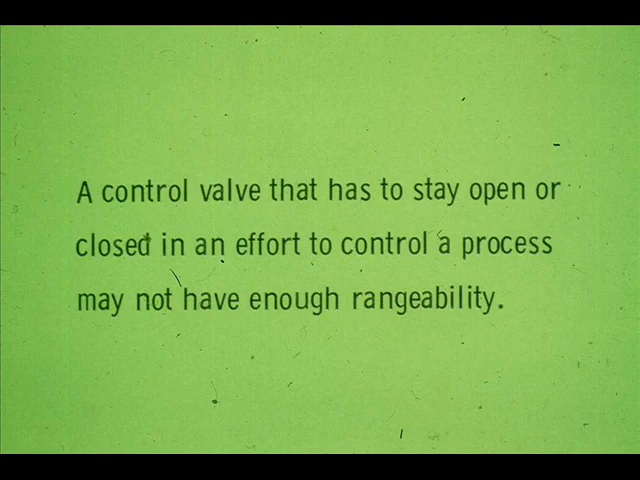 A control valve that has to stay open or
closed in an effort to control a process
may not have enough rangeability.